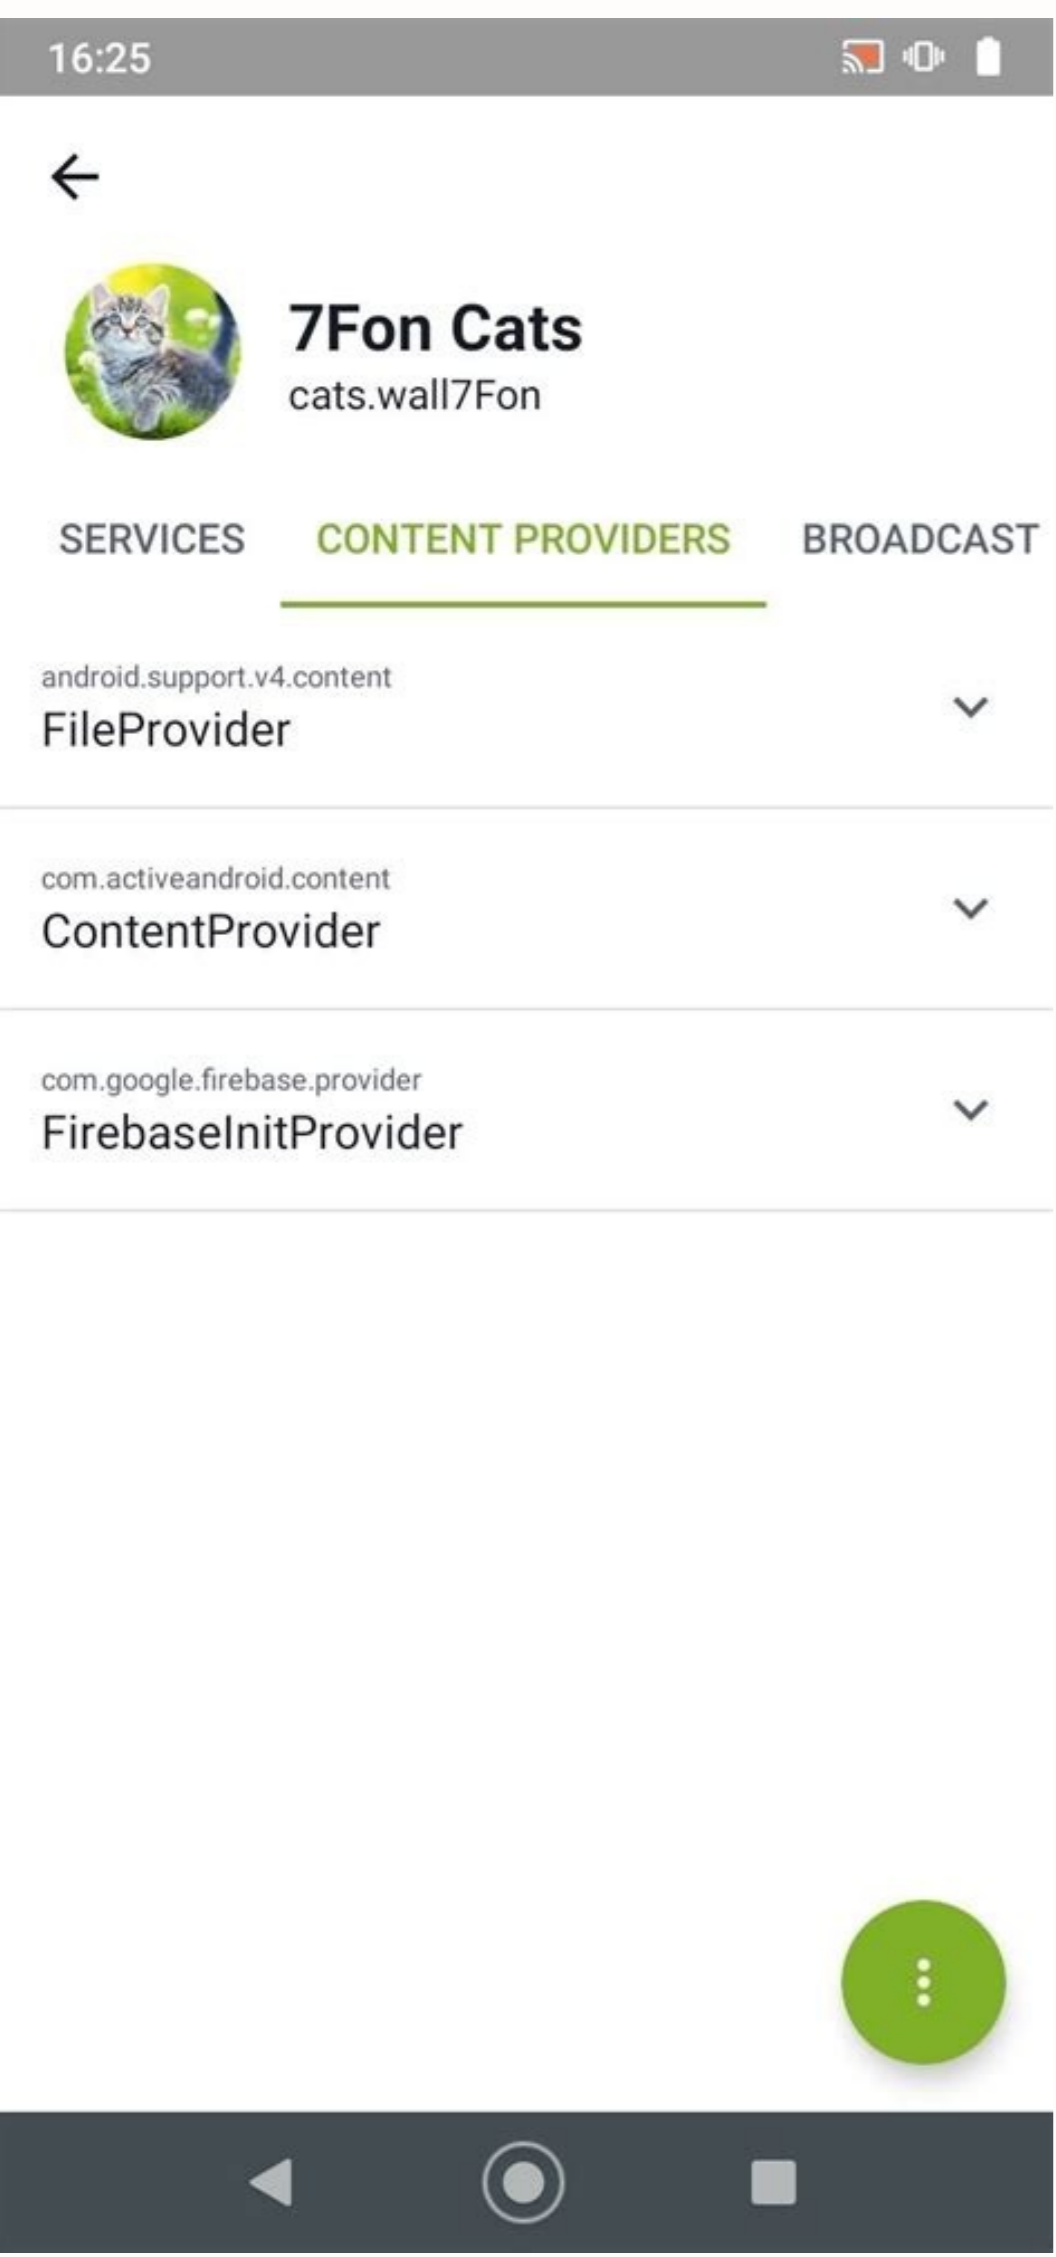 16:25
7Fon Cats
cats.wall7Fon
SERVICES CONTENT PROVIDERS BROADCAST
android.support.v4.content
FileProvider
com.activeandroid.content
ContentProvider
com.google.firebase.provider
FirebaseInitProvider